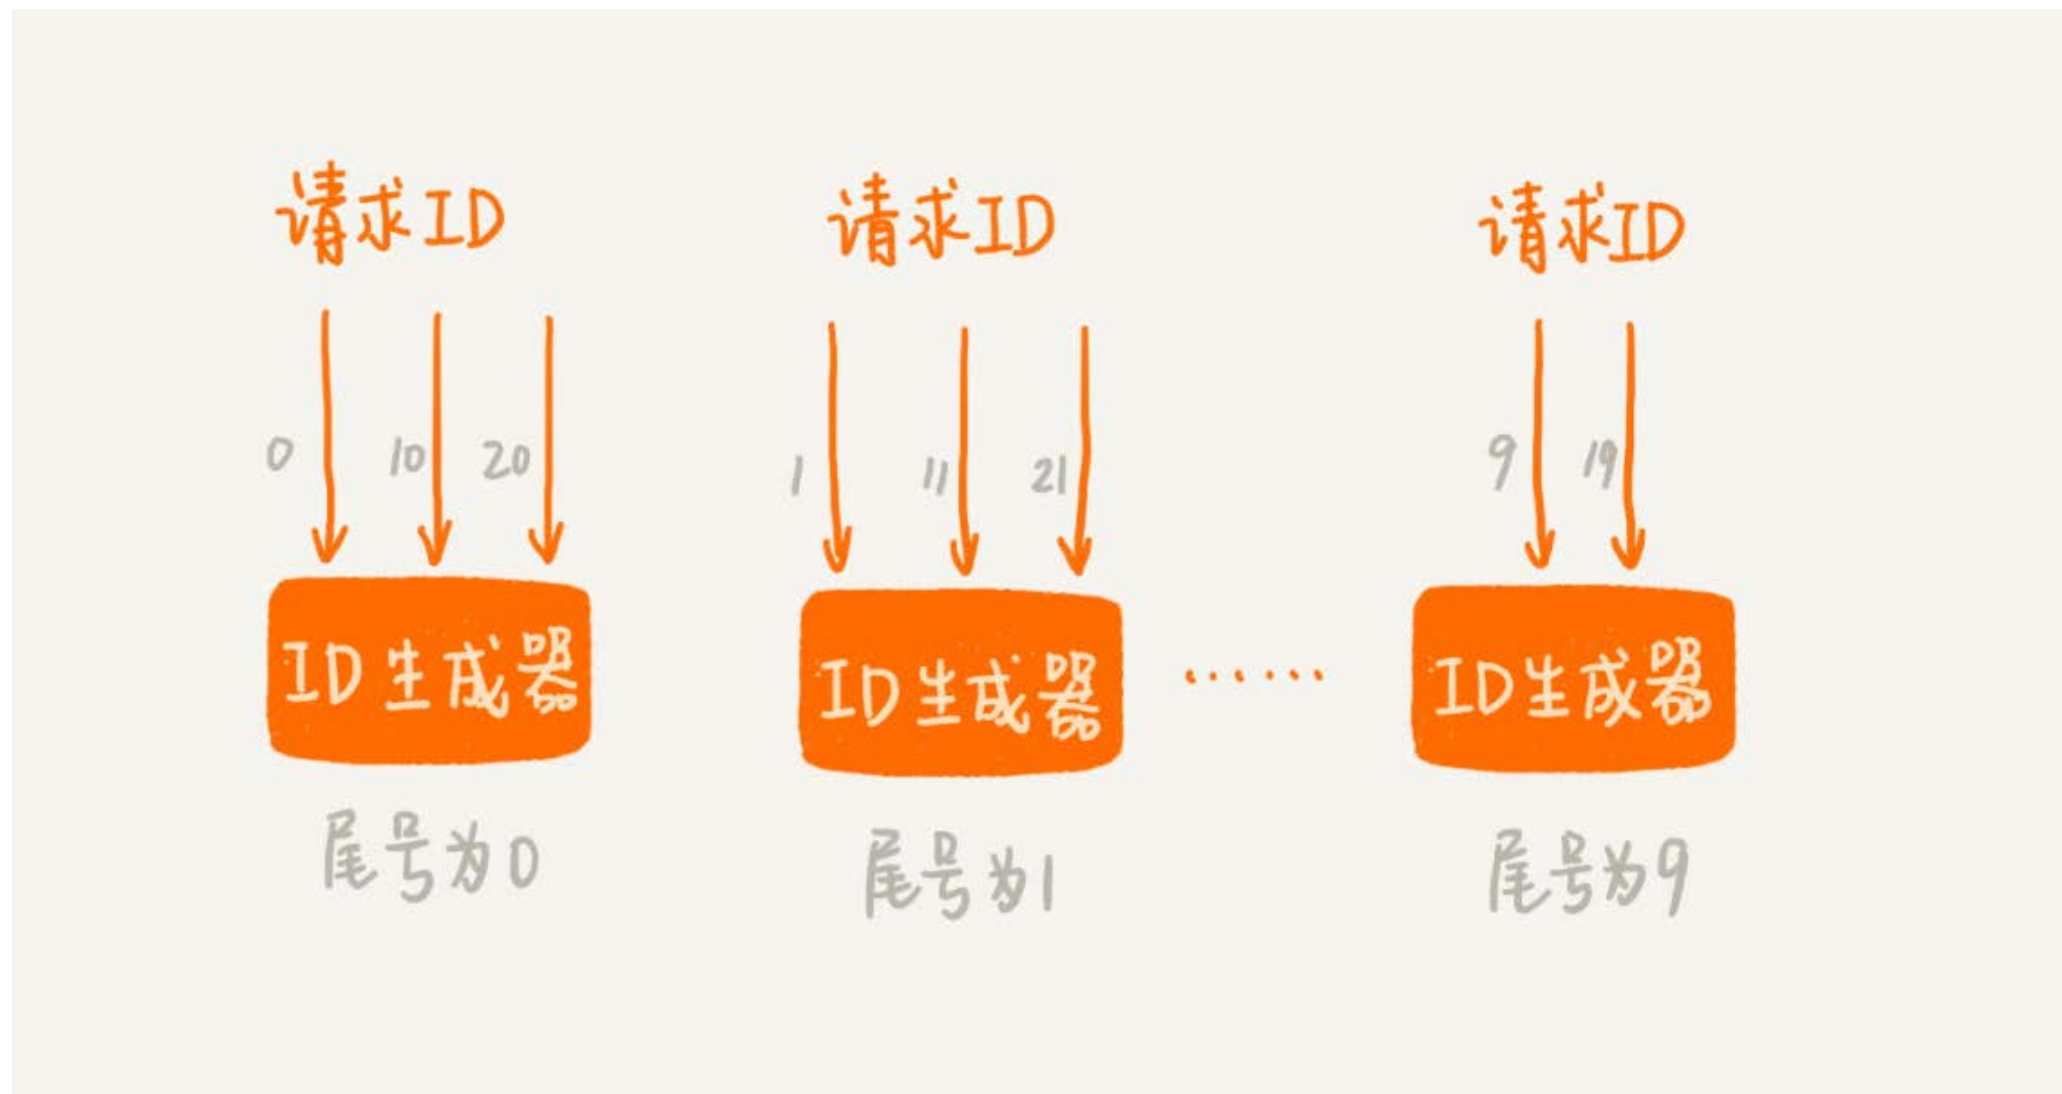 请求ID 请求ID 请求ID
0 10 20 1 11 21 9 19
ID生成器 ID生成器 …… ID生成器
尾号为0 尾号为1 尾号为9